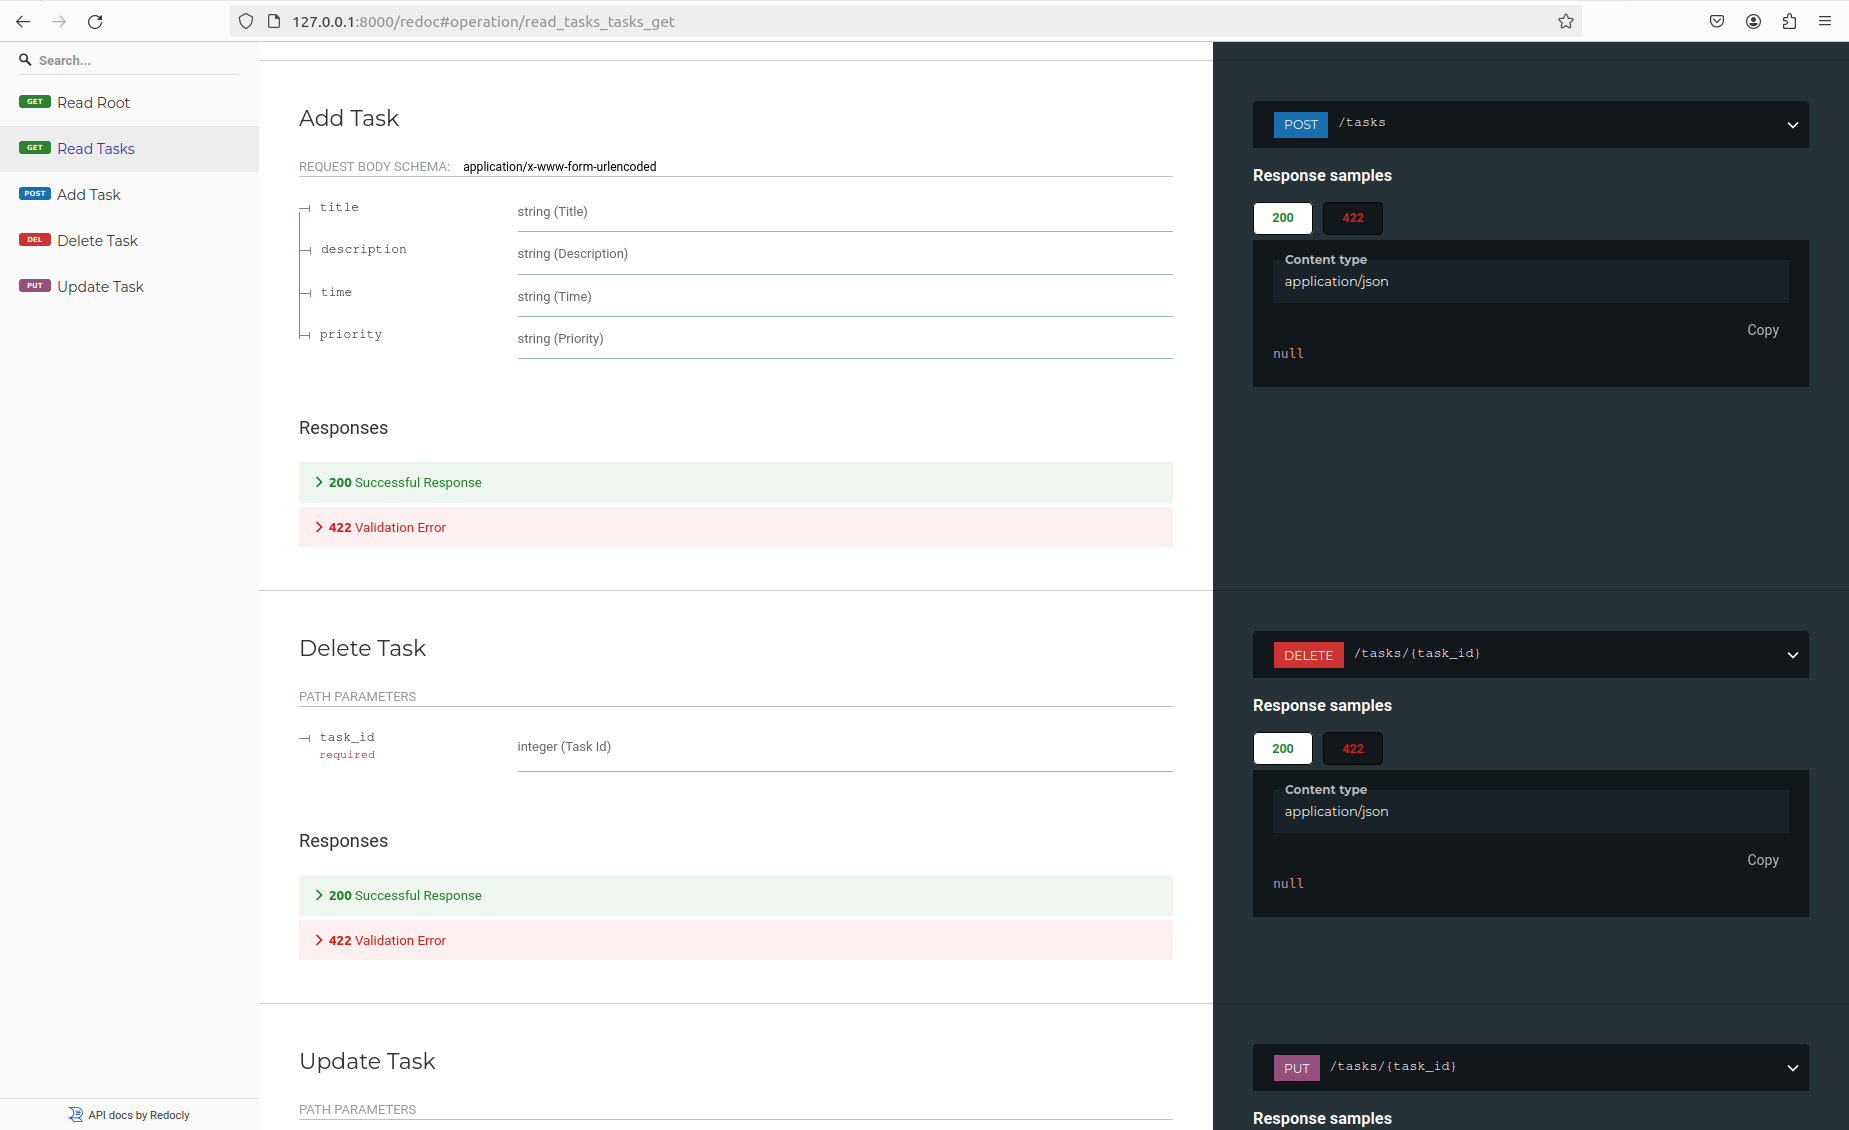 127.0.0.1:8000/redoc#operation/read_tasks_tasks_get
Search...
GET Read Root
GET Read Tasks
POST Add Task
DEL Delete Task
PUT Update Task
API docs by Redocly
Add Task
REQUEST BODY SCHEMA: application/x-www-form-urlencoded
title string (Title)
description string (Description)
time string (Time)
priority string (Priority)
Responses
200 Successful Response
422 Validation Error
POST /tasks
Response samples
200 422
Content type
application/json
Copy
null
Delete Task
PATH PARAMETERS
task_id integer (Task Id)
required
Responses
200 Successful Response
422 Validation Error
DELETE /tasks/{task_id}
Response samples
200 422
Content type
application/json
Copy
null
Update Task
PATH PARAMETERS
PUT /tasks/{task_id}
Response samples